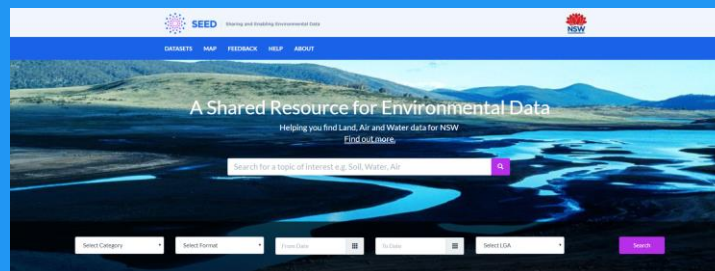 SEED Sharing and Enabling Environmental Data
NSW
DATASETS MAP FEEDBACK HELP ABOUT
A Shared Resource for Environmental Data
Helping you find Land, Air and Water data for NSW
Find out more.
Search for a topic of interest e.g. Soil, Water, Air
Select Category Select Format From Date To Date Select LGA Search